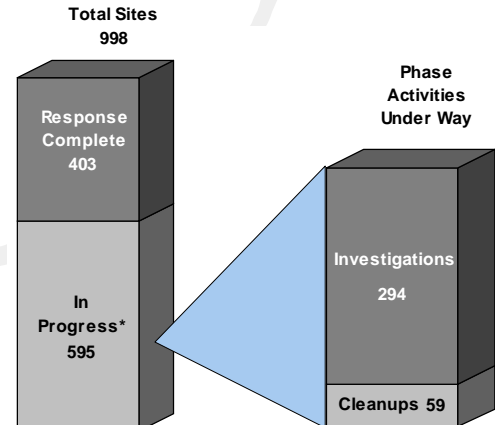 Total Sites
998
Response
Complete
403
In
Progress*
595
Phase
Activities
Under Way
Investigations
294
Cleanups 59